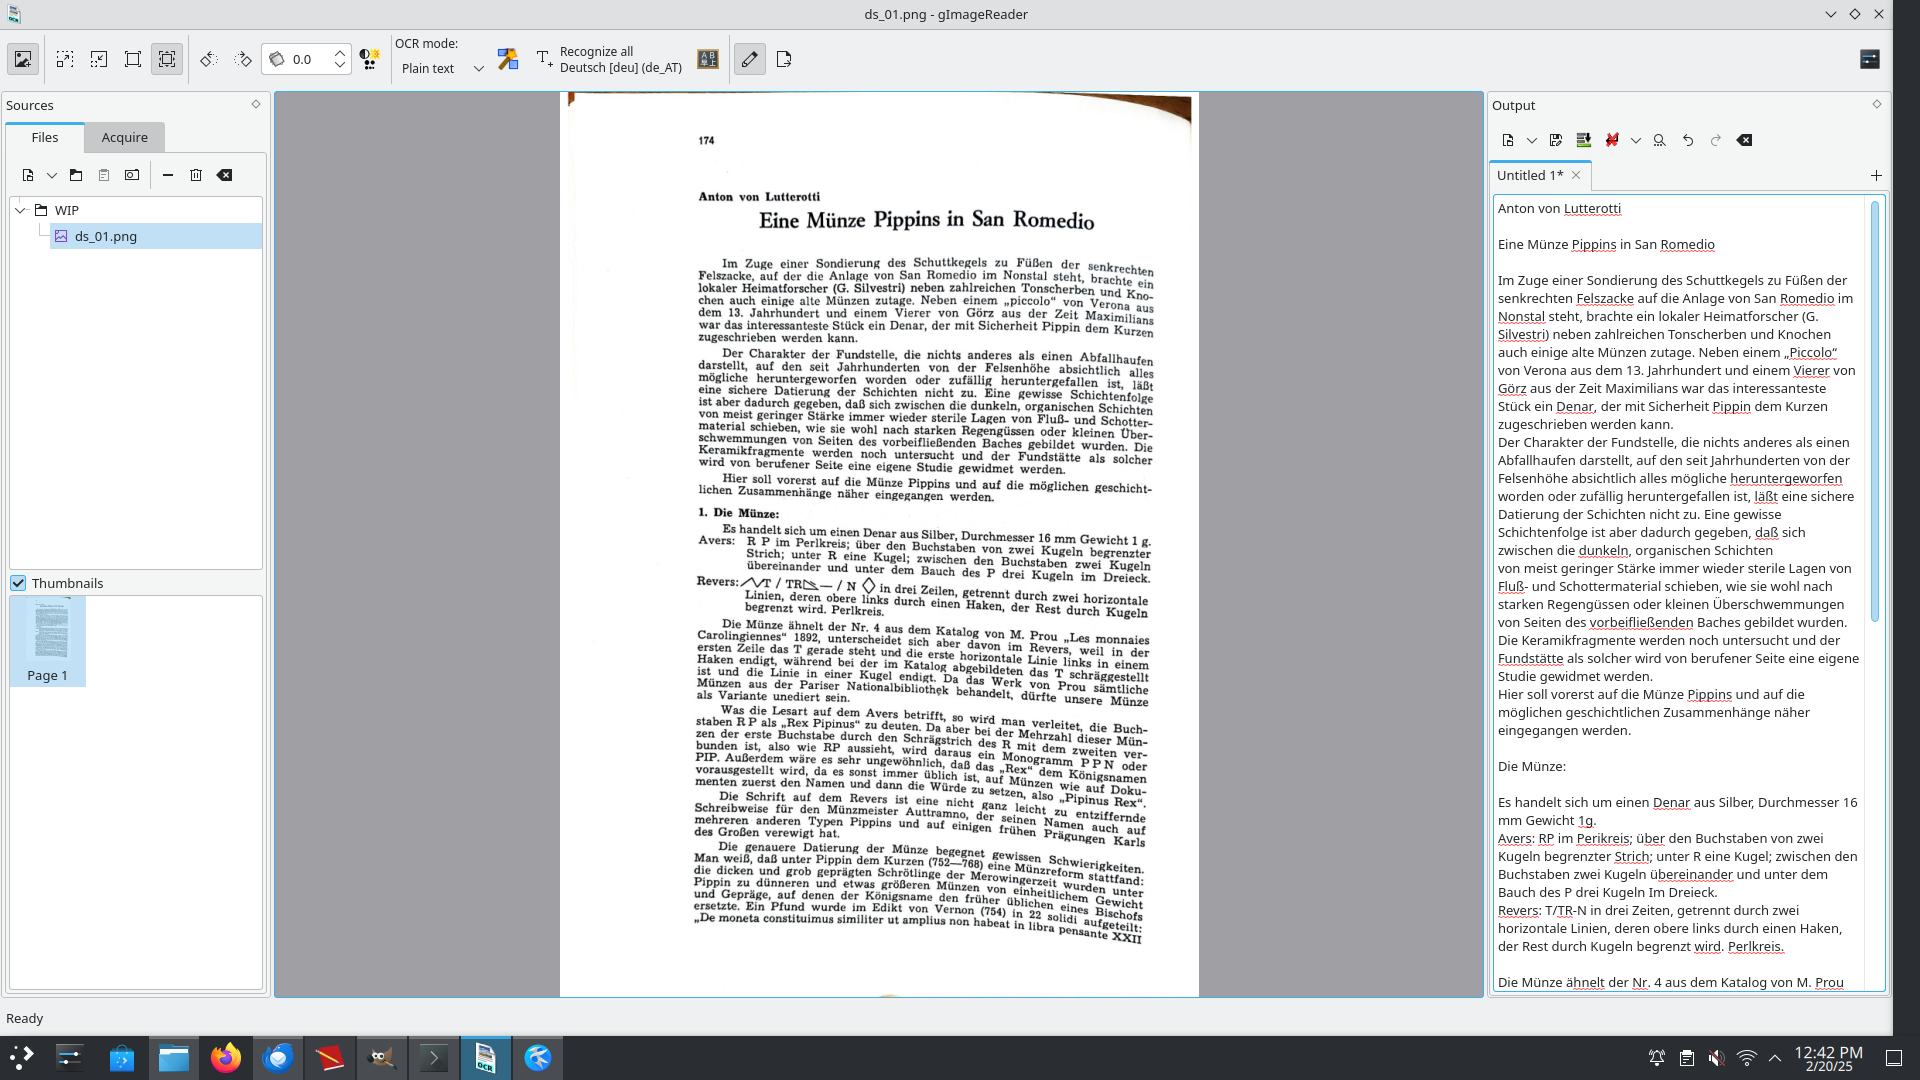 ds_01.png - gImageReader
OCR mode:
Plain text
0.0
Recognize all
Deutsch [deu] (de_AT)
Sources
Files
Acquire
WIP
ds_01.png
Thumbnails
Page 1
174
Anton von Lutterotti
Eine Münze Pippins in San Romedio
Im Zuge einer Sondierung des Schuttkegels zu Füßen der senkrechten
Felszacke, auf der die Anlage von San Romedio im Nonstal steht, brachte ein
lokaler Heimatforscher (G. Silvestri) neben zahlreichen Tonscherben und Kno-
chen auch einige alte Münzen zutage. Neben einem „piccolo“ von Verona aus
dem 13. Jahrhundert und einem Vierer von Görz aus der Zeit Maximilians
war das interessanteste Stück ein Denar, der mit Sicherheit Pippin dem Kurzen
zugeschrieben werden kann.
Der Charakter der Fundstelle, die nichts anderes als einen Abfallhaufen
darstellt, auf den seit Jahrhunderten von der Felsenhöhe absichtlich alles
mögliche heruntergeworfen worden oder zufällig heruntergefallen ist, läßt
eine sichere Datierung der Schichten nicht zu. Eine gewisse Schichtenfolge
ist aber dadurch gegeben, daß sich zwischen die dunkeln, organischen Schichten
von meist geringer Stärke immer wieder sterile Lagen von Fluß- und Schotter-
material schieben, wie sie wohl nach starken Regengüssen oder kleinen Über-
schwemmungen von Seiten des vorbeifließenden Baches gebildet wurden. Die
Keramikfragmente werden noch untersucht und der Fundstätte als solcher
wird von berufener Seite eine eigene Studie gewidmet werden.
Hier soll vorerst auf die Münze Pippins und auf die möglichen geschicht-
lichen Zusammenhänge näher eingegangen werden.
1. Die Münze:
Es handelt sich um einen Denar aus Silber, Durchmesser 16 mm Gewicht 1 g.
Avers: R P im Perlkreis; über den Buchstaben von zwei Kugeln begrenzter
Strich; unter R eine Kugel; zwischen den Buchstaben zwei Kugeln
übereinander und unter dem Bauch des P drei Kugeln im Dreieck.
Revers: T / TR — / N in drei Zeilen, getrennt durch zwei horizontale
Linien, deren obere links durch einen Haken, der Rest durch Kugeln
begrenzt wird. Perlkreis.
Die Münze ähnelt der Nr. 4 aus dem Katalog von M. Prou „Les monnaies
Carolingiennes“ 1892, unterscheidet sich aber davon im Revers, weil in der
ersten Zeile das T gerade steht und die erste horizontale Linie links in einem
Haken endigt, während bei der im Katalog abgebildeten das T schräggestellt
ist und die Linie in einer Kugel endigt. Da das Werk von Prou sämtliche
Münzen aus der Pariser Nationalbibliothek behandelt, dürfte unsere Münze
als Variante unediert sein.
Was die Lesart auf dem Avers betrifft, so wird man verleitet, die Buch-
staben R P als „Rex Pipinus“ zu deuten. Da aber bei der Mehrzahl dieser Mün-
zen der erste Buchstabe durch den Schrägstrich des R mit dem zweiten ver-
bunden ist, also wie RP aussieht, wird daraus ein Monogramm P P N oder
PIP. Außerdem wäre es sehr ungewöhnlich, daß das „Rex“ dem Königsnamen
vorausgestellt wird, da es sonst immer üblich ist, auf Münzen wie auf Doku-
menten zuerst den Namen und dann die Würde zu setzen, also „Pipinus Rex“.
Die Schrift auf dem Revers ist eine nicht ganz leicht zu entziffernde
Schreibweise für den Münzmeister Auttramno, der seinen Namen auch auf
mehreren anderen Typen Pippins und auf einigen frühen Prägungen Karls
des Großen verewigt hat.
Die genauere Datierung der Münze begegnet gewissen Schwierigkeiten.
Man weiß, daß unter Pippin dem Kurzen (752—768) eine Münzreform stattfand:
die dicken und grob geprägten Schrötlinge der Merowingerzeit wurden unter
Pippin zu dünneren und etwas größeren Münzen von einheitlichem Gewicht
und Gepräge, auf denen der Königsname den früher üblichen eines Bischofs
ersetzte. Ein Pfund wurde im Edikt von Vernon (754) in 22 solidi aufgeteilt:
„De moneta constituimus similiter ut amplius non habeat in libra pensante XXII
Output
Untitled 1*
Anton von Lutterotti
Eine Münze Pippins in San Romedio
Im Zuge einer Sondierung des Schuttkegels zu Füßen der
senkrechten Felszacke auf die Anlage von San Romedio im
Nonstal steht, brachte ein lokaler Heimatforscher (G.
Silvestri) neben zahlreichen Tonscherben und Knochen
auch einige alte Münzen zutage. Neben einem „Piccolo“
von Verona aus dem 13. Jahrhundert und einem Vierer von
Görz aus der Zeit Maximilians war das interessanteste
Stück ein Denar, der mit Sicherheit Pippin dem Kurzen
zugeschrieben werden kann.
Der Charakter der Fundstelle, die nichts anderes als einen
Abfallhaufen darstellt, auf den seit Jahrhunderten von der
Felsenhöhe absichtlich alles mögliche heruntergeworfen
worden oder zufällig heruntergefallen ist, läßt eine sichere
Datierung der Schichten nicht zu. Eine gewisse
Schichtenfolge ist aber dadurch gegeben, daß sich
zwischen die dunkeln, organischen Schichten
von meist geringer Stärke immer wieder sterile Lagen von
Fluß- und Schottermaterial schieben, wie sie wohl nach
starken Regengüssen oder kleinen Überschwemmungen
von Seiten des vorbeifließenden Baches gebildet wurden.
Die Keramikfragmente werden noch untersucht und der
Fundstätte als solcher wird von berufener Seite eine eigene
Studie gewidmet werden.
Hier soll vorerst auf die Münze Pippins und auf die
möglichen geschichtlichen Zusammenhänge näher
eingegangen werden.
Die Münze:
Es handelt sich um einen Denar aus Silber, Durchmesser 16
mm Gewicht 1g.
Avers: RP im Perikreis; über den Buchstaben von zwei
Kugeln begrenzter Strich; unter R eine Kugel; zwischen den
Buchstaben zwei Kugeln übereinander und unter dem
Bauch des P drei Kugeln Im Dreieck.
Revers: T/TR-N in drei Zeiten, getrennt durch zwei
horizontale Linien, deren obere links durch einen Haken,
der Rest durch Kugeln begrenzt wird. Perlkreis.
Die Münze ähnelt der Nr. 4 aus dem Katalog von M. Prou
Ready
12:42 PM
2/20/25